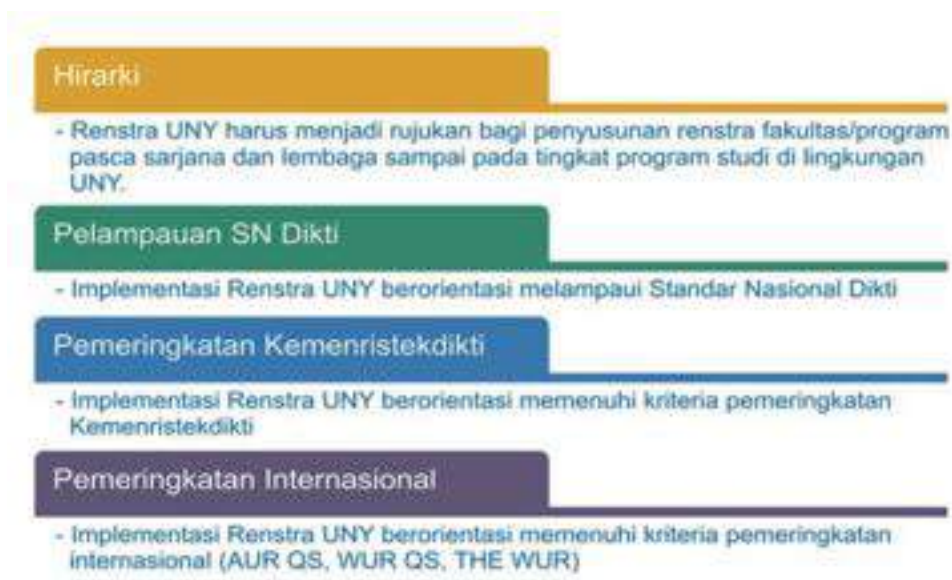 Hirarki
- Renstra UNY harus menjadi rujukan bagi penyusunan renstra fakultas/program
pasca sarjana dan lembaga sampai pada tingkat program studi di lingkungan
UNY.
Pelampauan SN Dikti
- Implementasi Renstra UNY berorientasi melampaui Standar Nasional Dikti
Pemeringkatan Kemenristekdikti
- Implementasi Renstra UNY berorientasi memenuhi kriteria pemeringkatan
Kemenristekdikti
Pemeringkatan Internasional
- Implementasi Renstra UNY berorientasi memenuhi kriteria pemeringkatan
internasional (AUR QS, WUR QS, THE WUR)